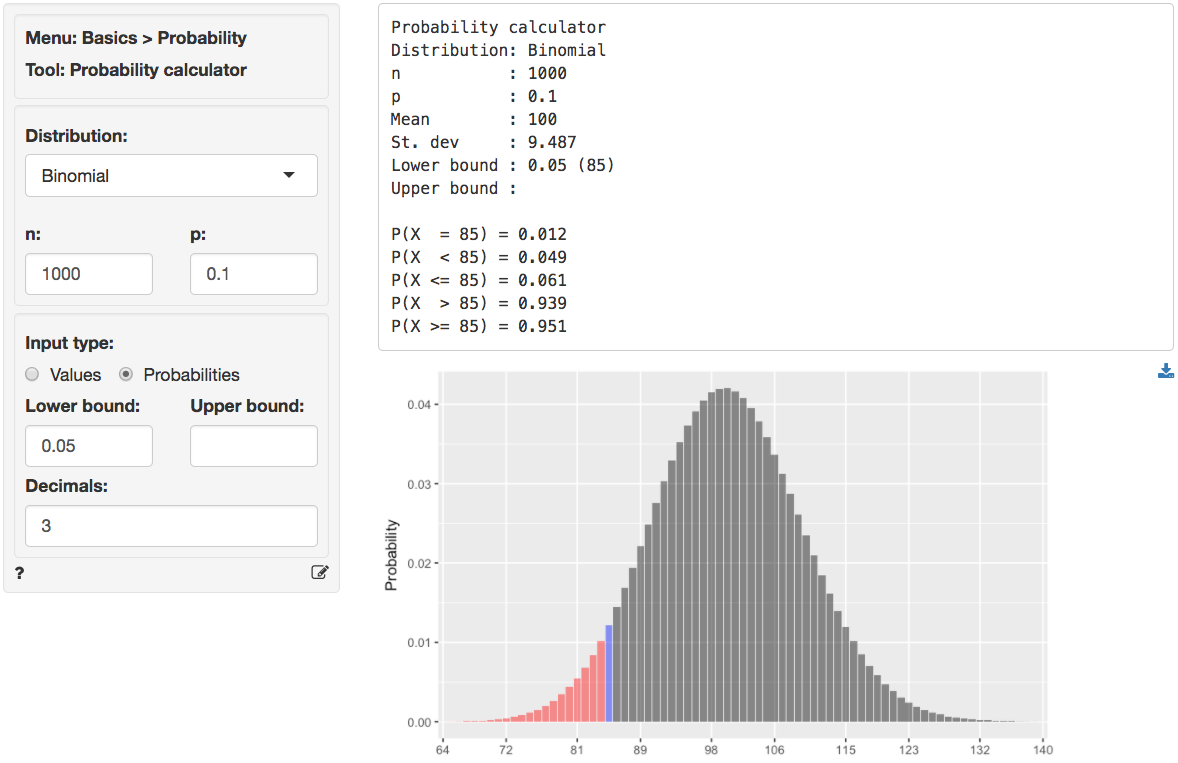 Menu: Basics > Probability
Tool: Probability calculator
Distribution:
Binomial
n: p:
1000 0.1
Input type:
Values Probabilities
Lower bound: Upper bound:
0.05
Decimals:
3
?
Probability calculator
Distribution: Binomial
n            : 1000
p            : 0.1
Mean         : 100
St. dev      : 9.487
Lower bound : 0.05 (85)
Upper bound :
P(X  = 85) = 0.012
P(X  < 85) = 0.049
P(X <= 85) = 0.061
P(X  > 85) = 0.939
P(X >= 85) = 0.951
Probability
0.04
0.03
0.02
0.01
0.00
64 72 81 89 98 106 115 123 132 140